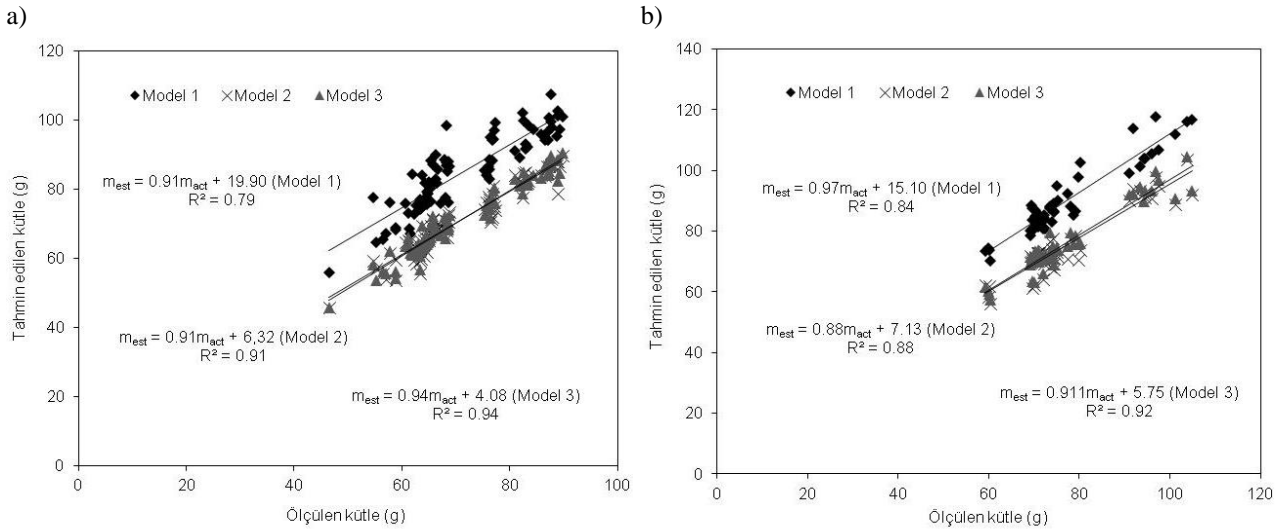 a)
120
100
80
60
40
20
0
0 20 40 60 80 100
Tahmin edilen kütle (g)
Ölçülen kütle (g)
Model 1 Model 2 Model 3
m_est = 0.91m_act + 19.90 (Model 1)
R² = 0.79
m_est = 0.91m_act + 6,32 (Model 2)
R² = 0.91
m_est = 0.94m_act + 4.08 (Model 3)
R² = 0.94
b)
140
120
100
80
60
40
20
0
0 20 40 60 80 100 120
Tahmin edilen kütle (g)
Ölçülen kütle (g)
Model 1 Model 2 Model 3
m_est = 0.97m_act + 15.10 (Model 1)
R² = 0.84
m_est = 0.88m_act + 7.13 (Model 2)
R² = 0.88
m_est = 0.911m_act + 5.75 (Model 3)
R² = 0.92